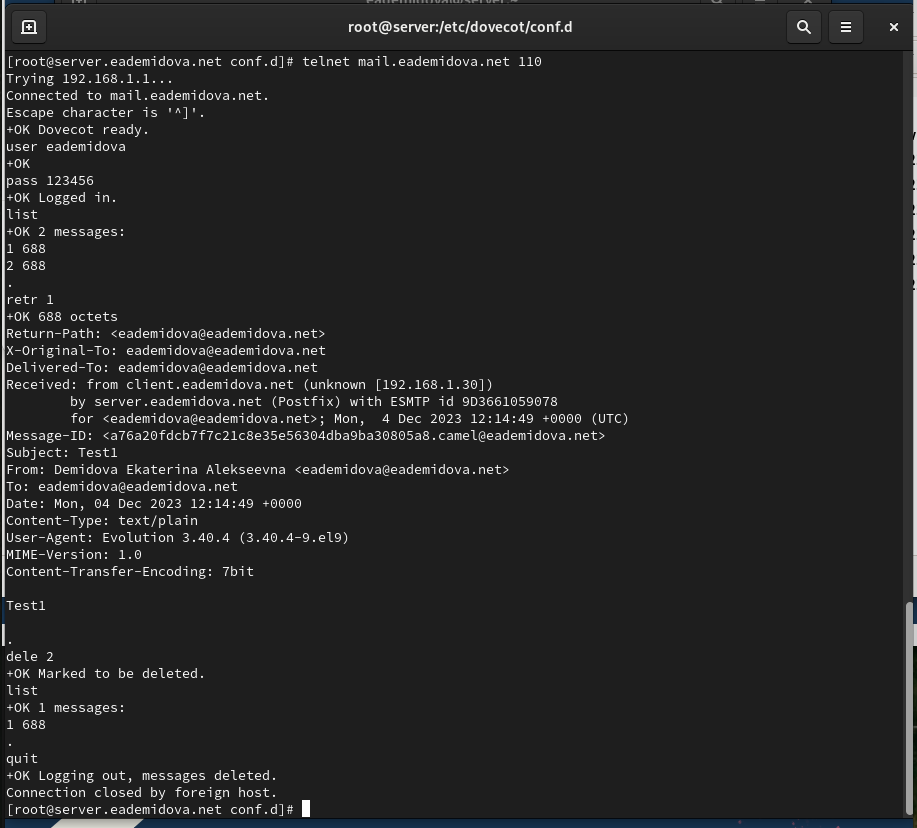 root@server:/etc/dovecot/conf.d
[root@server.eademidova.net conf.d]# telnet mail.eademidova.net 110
Trying 192.168.1.1...
Connected to mail.eademidova.net.
Escape character is '^]'.
+OK Dovecot ready.
user eademidova
+OK
pass 123456
+OK Logged in.
list
+OK 2 messages:
1 688
2 688
.
retr 1
+OK 688 octets
Return-Path: <eademidova@eademidova.net>
X-Original-To: eademidova@eademidova.net
Delivered-To: eademidova@eademidova.net
Received: from client.eademidova.net (unknown [192.168.1.30])
        by server.eademidova.net (Postfix) with ESMTP id 9D3661059078
        for <eademidova@eademidova.net>; Mon,  4 Dec 2023 12:14:49 +0000 (UTC)
Message-ID: <a76a20fdcb7f7c21c8e35e56304dba9ba30805a8.camel@eademidova.net>
Subject: Test1
From: Demidova Ekaterina Alekseevna <eademidova@eademidova.net>
To: eademidova@eademidova.net
Date: Mon, 04 Dec 2023 12:14:49 +0000
Content-Type: text/plain
User-Agent: Evolution 3.40.4 (3.40.4-9.el9)
MIME-Version: 1.0
Content-Transfer-Encoding: 7bit

Test1

.
dele 2
+OK Marked to be deleted.
list
+OK 1 messages:
1 688
.
quit
+OK Logging out, messages deleted.
Connection closed by foreign host.
[root@server.eademidova.net conf.d]#